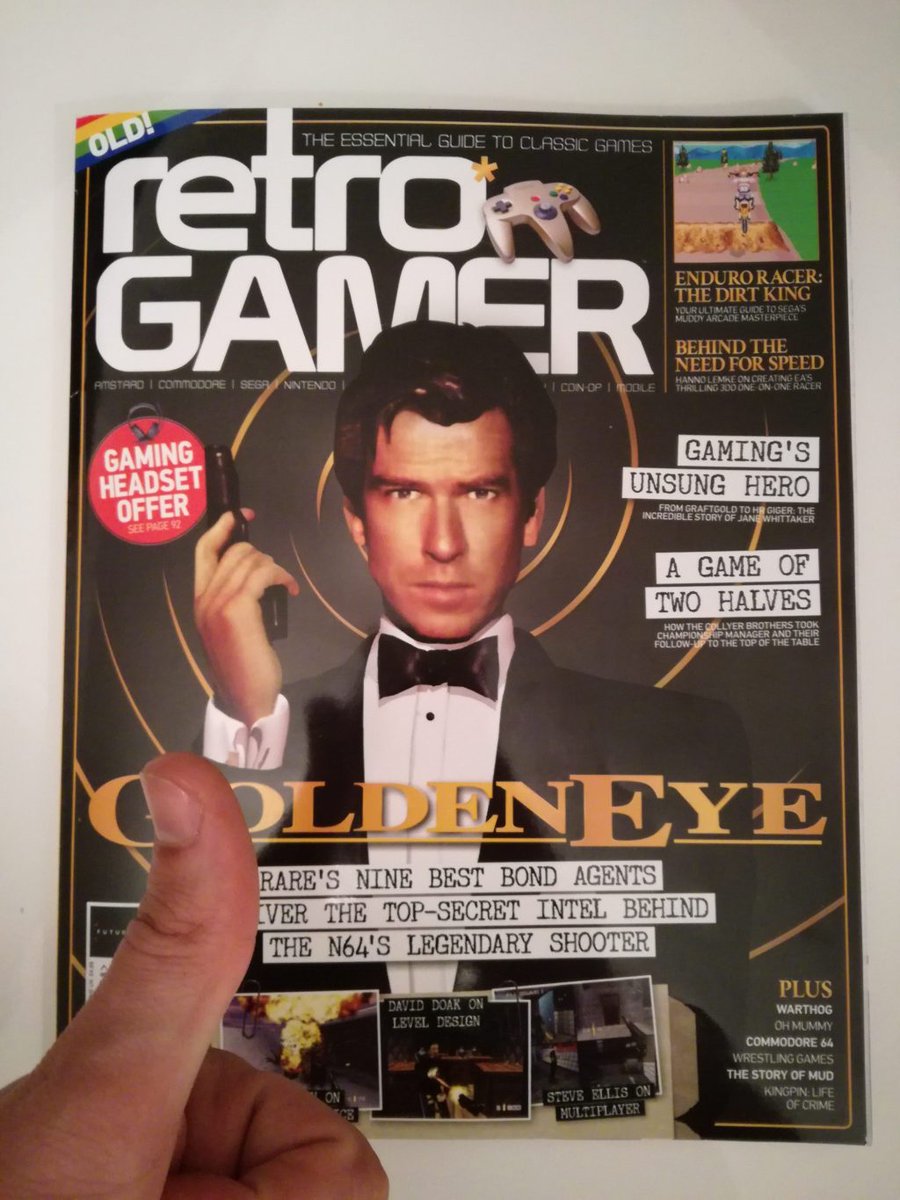 OLD!
THE ESSENTIAL GUIDE TO CLASSIC GAMES
retro
GAMER
AMSTRAD | COMMODORE | SEGA | NINTENDO |
| COIN-OP | MOBILE
ENDURO RACER:
THE DIRT KING
YOUR ULTIMATE GUIDE TO SEGA'S
MUDDY ARCADE MASTERPIECE
BEHIND THE
NEED FOR SPEED
HANNO LEMKE ON CREATING EA'S
THRILLING 3DO ONE-ON-ONE RACER
GAMING
HEADSET
OFFER
SEE PAGE 92
GAMING'S
UNSUNG HERO
FROM GRAFTGOLD TO HR GIGER: THE
INCREDIBLE STORY OF JANE WHITTAKER
A GAME OF
TWO HALVES
HOW THE COLLYER BROTHERS TOOK
CHAMPIONSHIP MANAGER AND THEIR
FOLLOW-UP TO THE TOP OF THE TABLE
GOLDENEYE
RARE'S NINE BEST BOND AGENTS
IVER THE TOP-SECRET INTEL BEHIND
THE N64'S LEGENDARY SHOOTER
DAVID DOAK ON
LEVEL DESIGN
ON
STEVE ELLIS ON
MULTIPLAYER
PLUS
WARTHOG
OH MUMMY
COMMODORE 64
WRESTLING GAMES
THE STORY OF MUD
KINGPIN: LIFE
OF CRIME